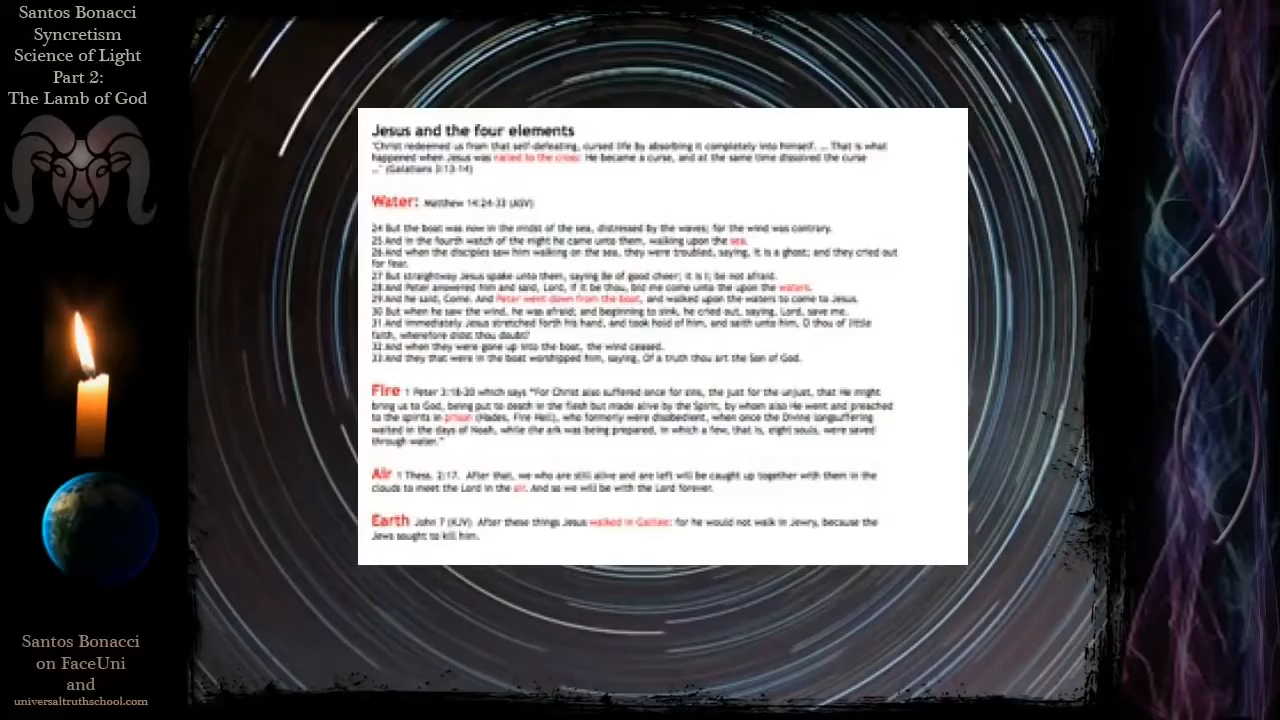 Santos Bonacci
Syncretism
Science of Light
Part 2:
The Lamb of God
Jesus and the four elements
"Christ redeemed us from that self-defeating, cursed life by absorbing it completely into himself. ... That is what
happened when Jesus was nailed to the cross: He became a curse, and at the same time dissolved the curse
..." (Galatians 3:13-14)
Water: Matthew 14:24-33 (ASV)
24 But the boat was now in the midst of the sea, distressed by the waves; for the wind was contrary.
25 And in the fourth watch of the night he came unto them, walking upon the sea.
26 And when the disciples saw him walking on the sea, they were troubled, saying, It is a ghost; and they cried out
for fear.
27 But straightway Jesus spake unto them, saying Be of good cheer; it is I; be not afraid.
28 And Peter answered him and said, Lord, if it be thou, bid me come unto the upon the waters.
29 And he said, Come. And Peter went down from the boat, and walked upon the waters to come to Jesus.
30 But when he saw the wind, he was afraid; and beginning to sink, he cried out, saying, Lord, save me.
31 And immediately Jesus stretched forth his hand, and took hold of him, and saith unto him, O thou of little
faith, wherefore didst thou doubt?
32 And when they were gone up into the boat, the wind ceased.
33 And they that were in the boat worshipped him, saying, Of a truth thou art the Son of God.
Fire 1 Peter 3:18-20 which says "For Christ also suffered once for sins, the just for the unjust, that He might
bring us to God, being put to death in the flesh but made alive by the Spirit, by whom also He went and preached
to the spirits in prison (Hades, Fire Hell), who formerly were disobedient, when once the Divine longsuffering
waited in the days of Noah, while the ark was being prepared, in which a few, that is, eight souls, were saved
through water."
Air 1 Thess. 2:17. After that, we who are still alive and are left will be caught up together with them in the
clouds to meet the Lord in the air. And so we will be with the Lord forever.
Earth John 7 (KJV) After these things Jesus walked in Galilee: for he would not walk in Jewry, because the
Jews sought to kill him.
Santos Bonacci
on FaceUni
and
universaltruthschool.com